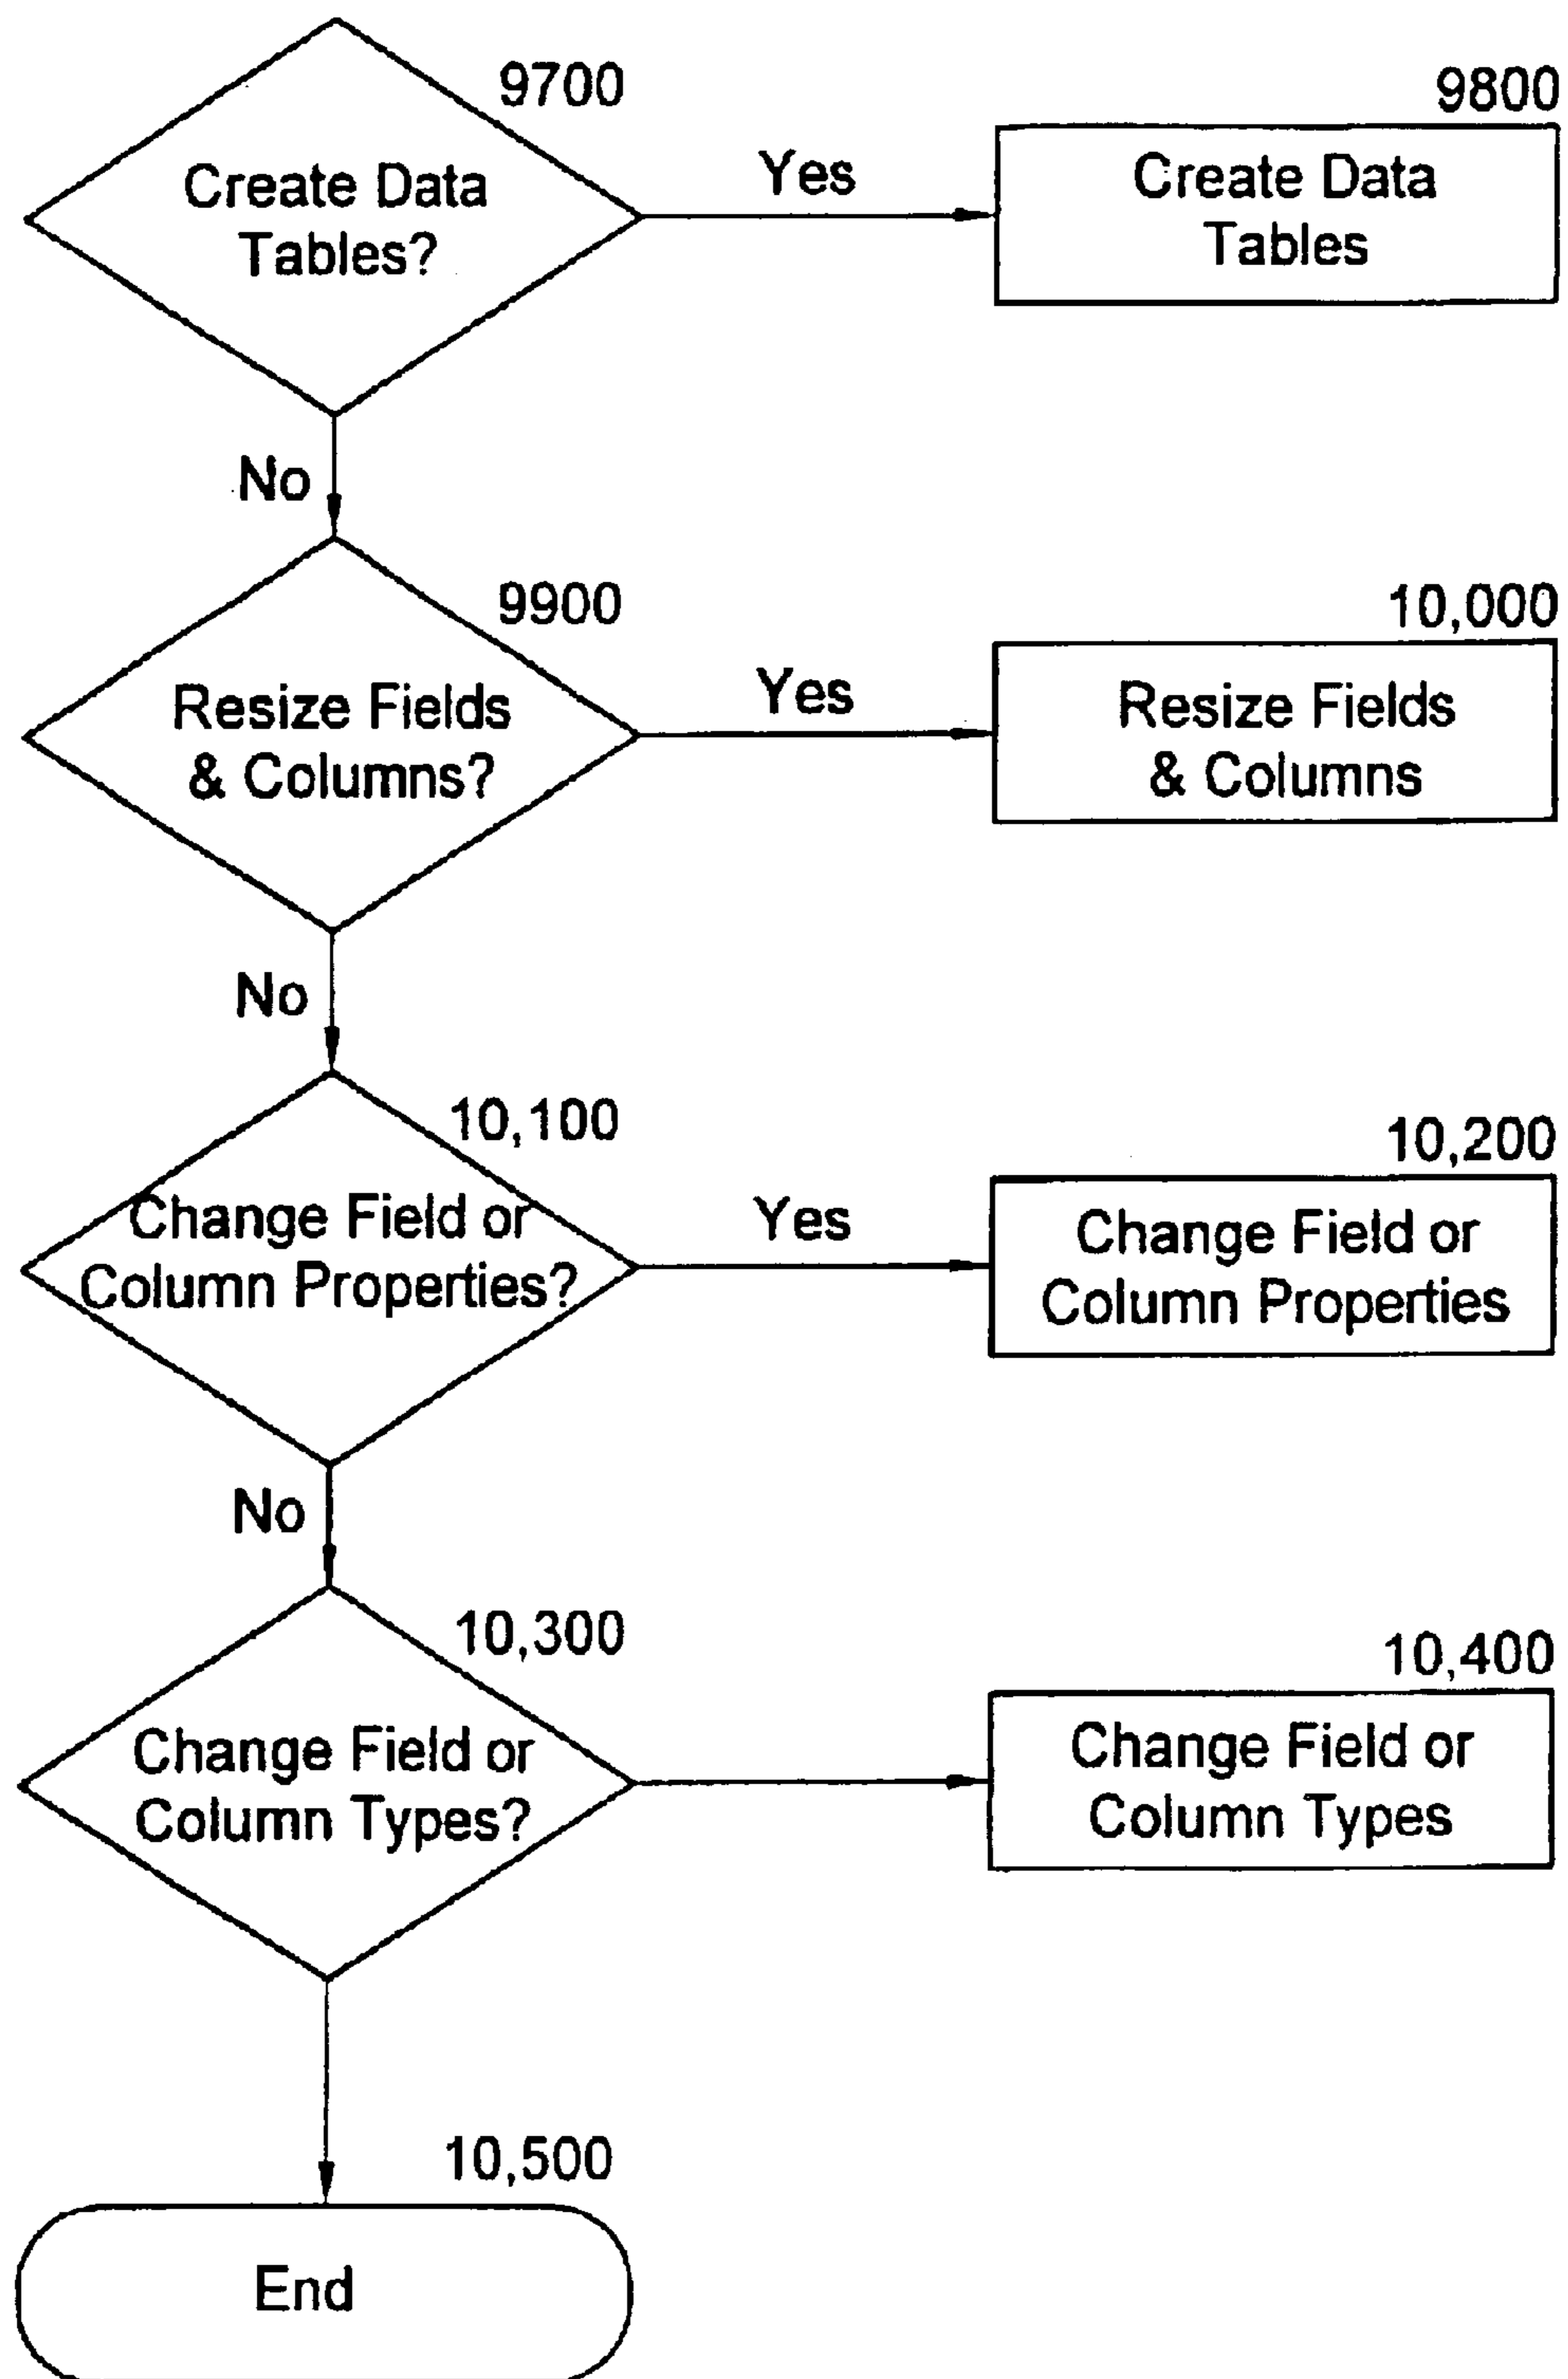 9700
Create Data
Tables?
Yes
9800
Create Data
Tables
No
9900
Resize Fields
& Columns?
Yes
10,000
Resize Fields
& Columns
No
10,100
Change Field or
Column Properties?
Yes
10,200
Change Field or
Column Properties
No
10,300
Change Field or
Column Types?
10,400
Change Field or
Column Types
10,500
End